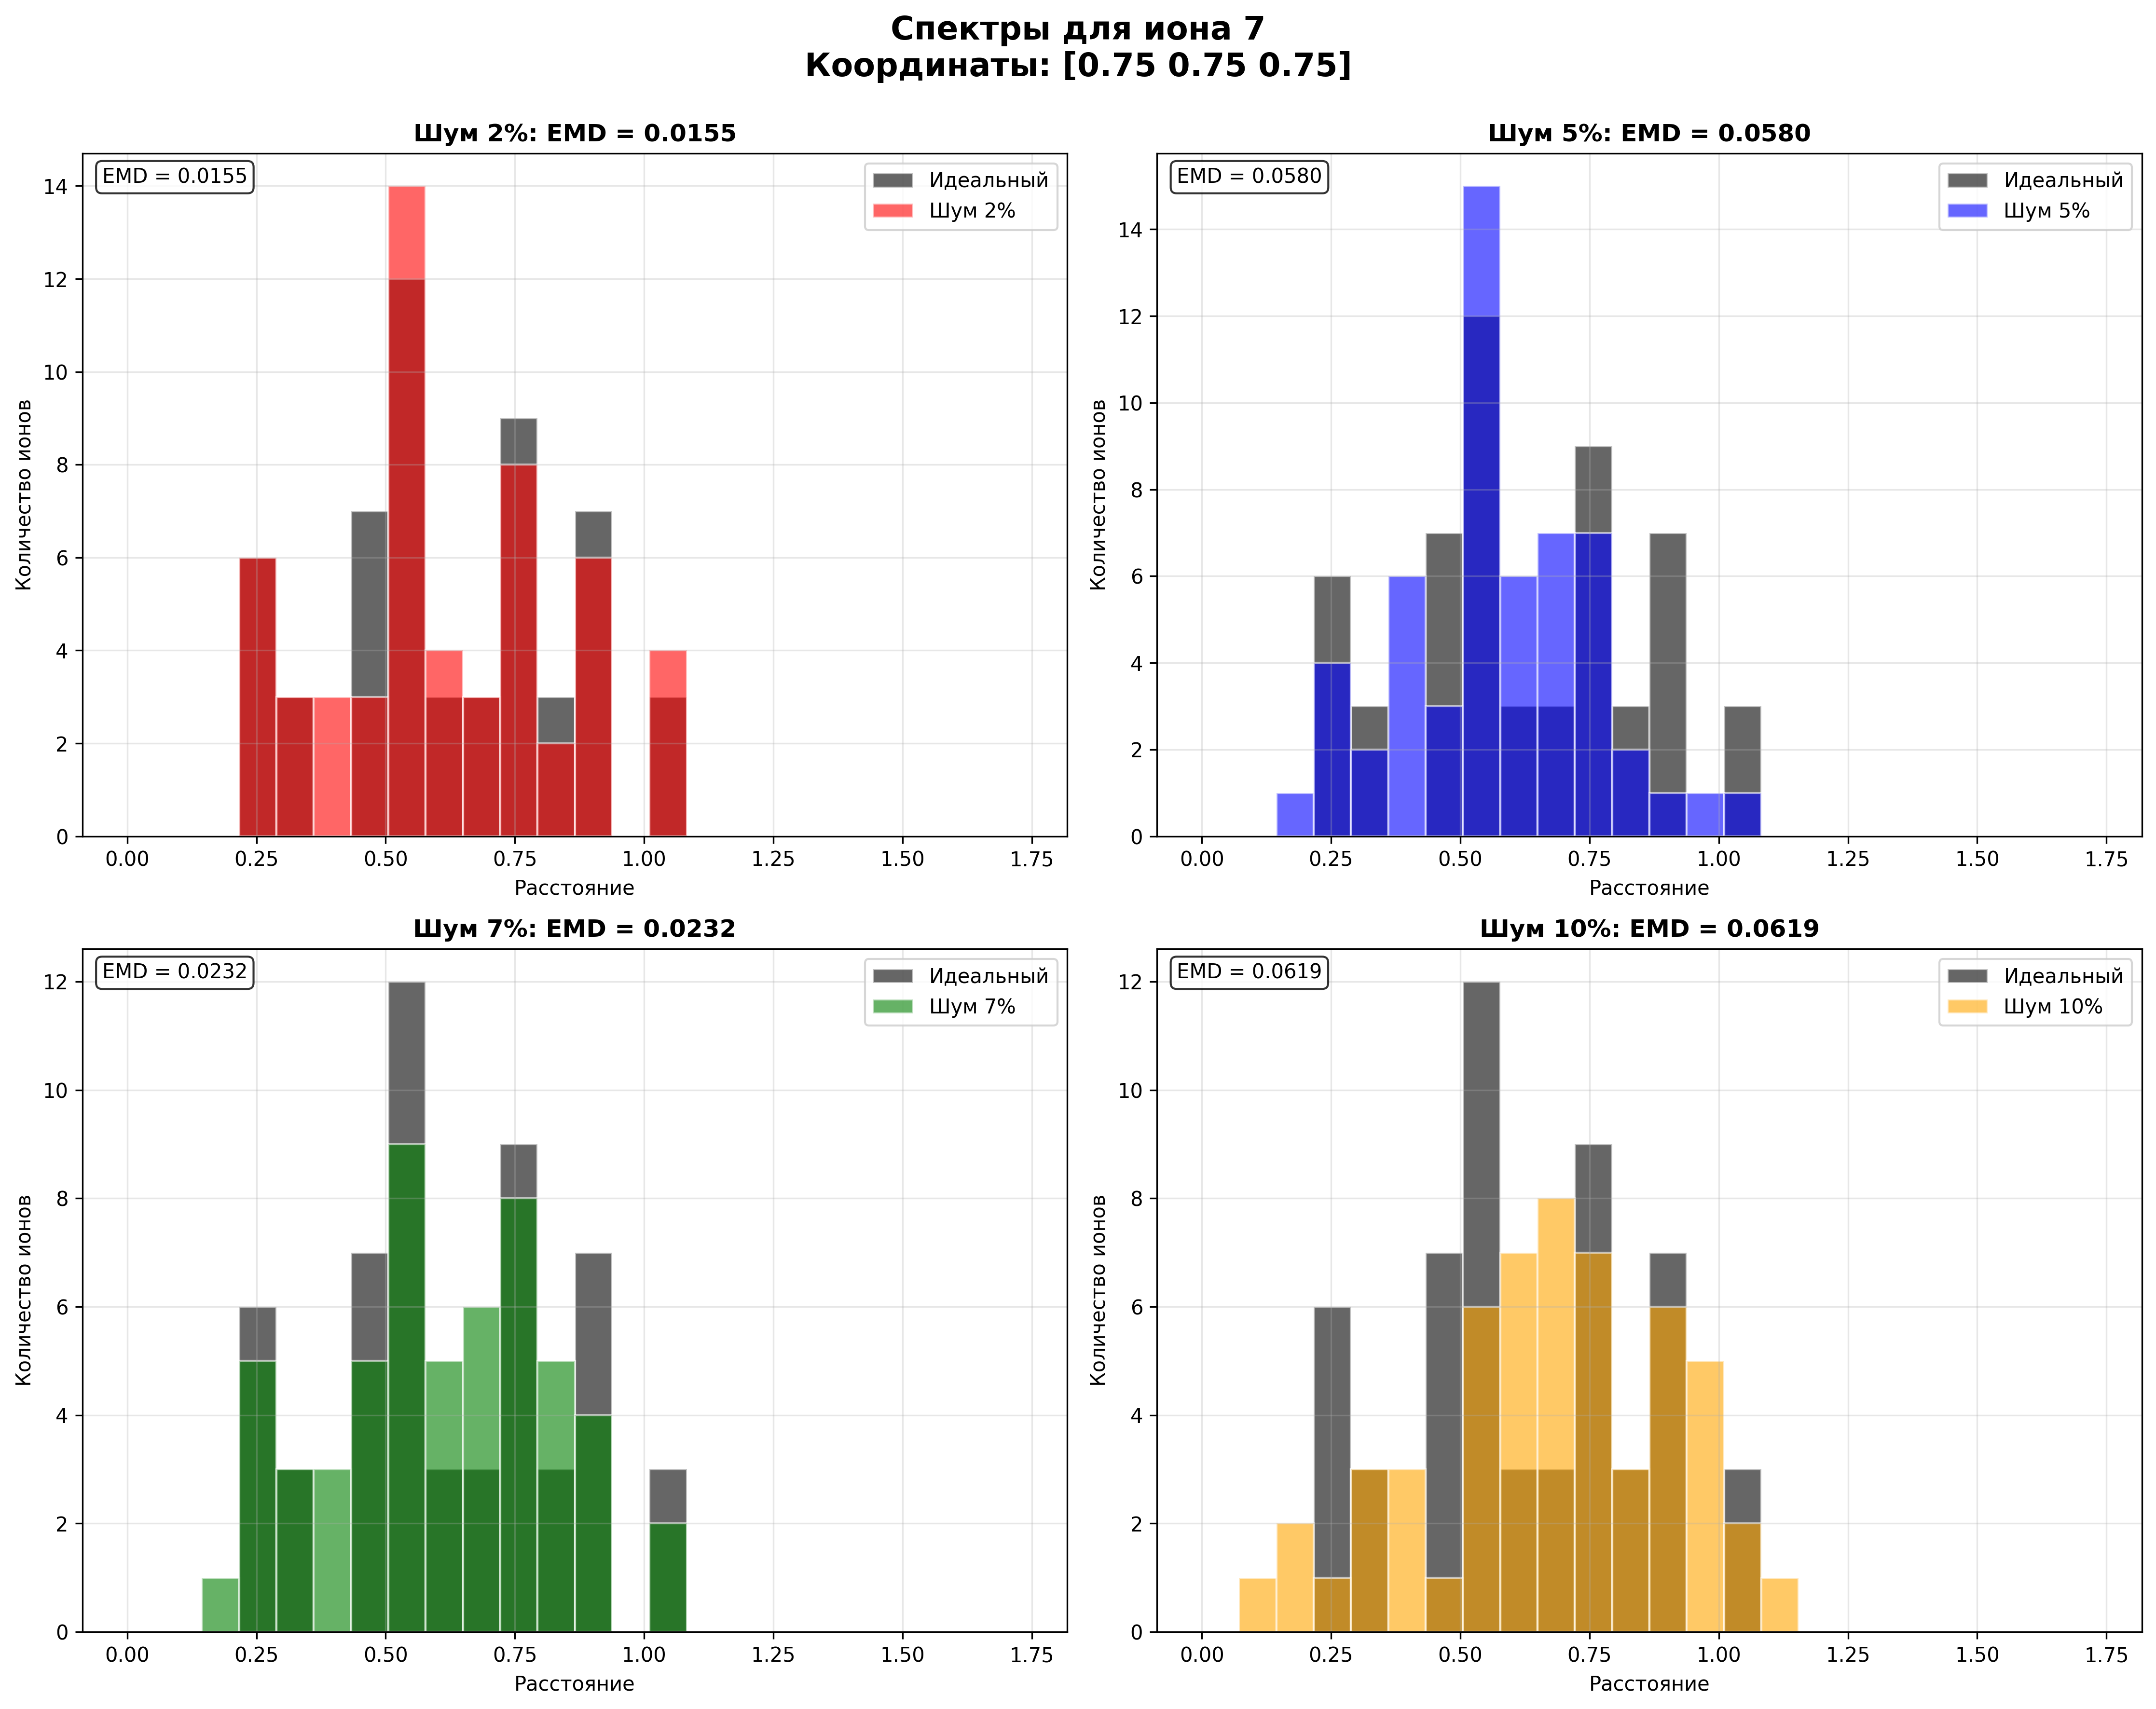 Спектры для иона 7
Координаты: [0.75 0.75 0.75]
Шум 2%: EMD = 0.0155
EMD = 0.0155
Идеальный
Шум 2%
Количество ионов
14
12
10
8
6
4
2
0
0.00 0.25 0.50 0.75 1.00 1.25 1.50 1.75
Расстояние
Шум 5%: EMD = 0.0580
EMD = 0.0580
Идеальный
Шум 5%
Количество ионов
14
12
10
8
6
4
2
0
0.00 0.25 0.50 0.75 1.00 1.25 1.50 1.75
Расстояние
Шум 7%: EMD = 0.0232
EMD = 0.0232
Идеальный
Шум 7%
Количество ионов
12
10
8
6
4
2
0
0.00 0.25 0.50 0.75 1.00 1.25 1.50 1.75
Расстояние
Шум 10%: EMD = 0.0619
EMD = 0.0619
Идеальный
Шум 10%
Количество ионов
12
10
8
6
4
2
0
0.00 0.25 0.50 0.75 1.00 1.25 1.50 1.75
Расстояние